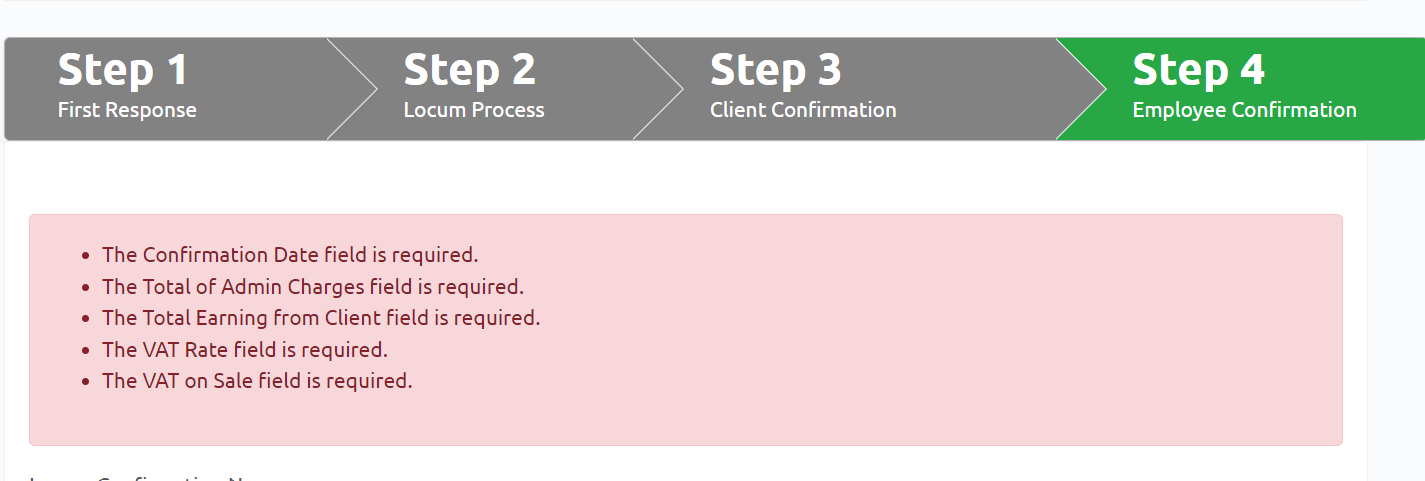 Step 1
First Response
Step 2
Locum Process
Step 3
Client Confirmation
Step 4
Employee Confirmation
• The Confirmation Date field is required.
• The Total of Admin Charges field is required.
• The Total Earning from Client field is required.
• The VAT Rate field is required.
• The VAT on Sale field is required.